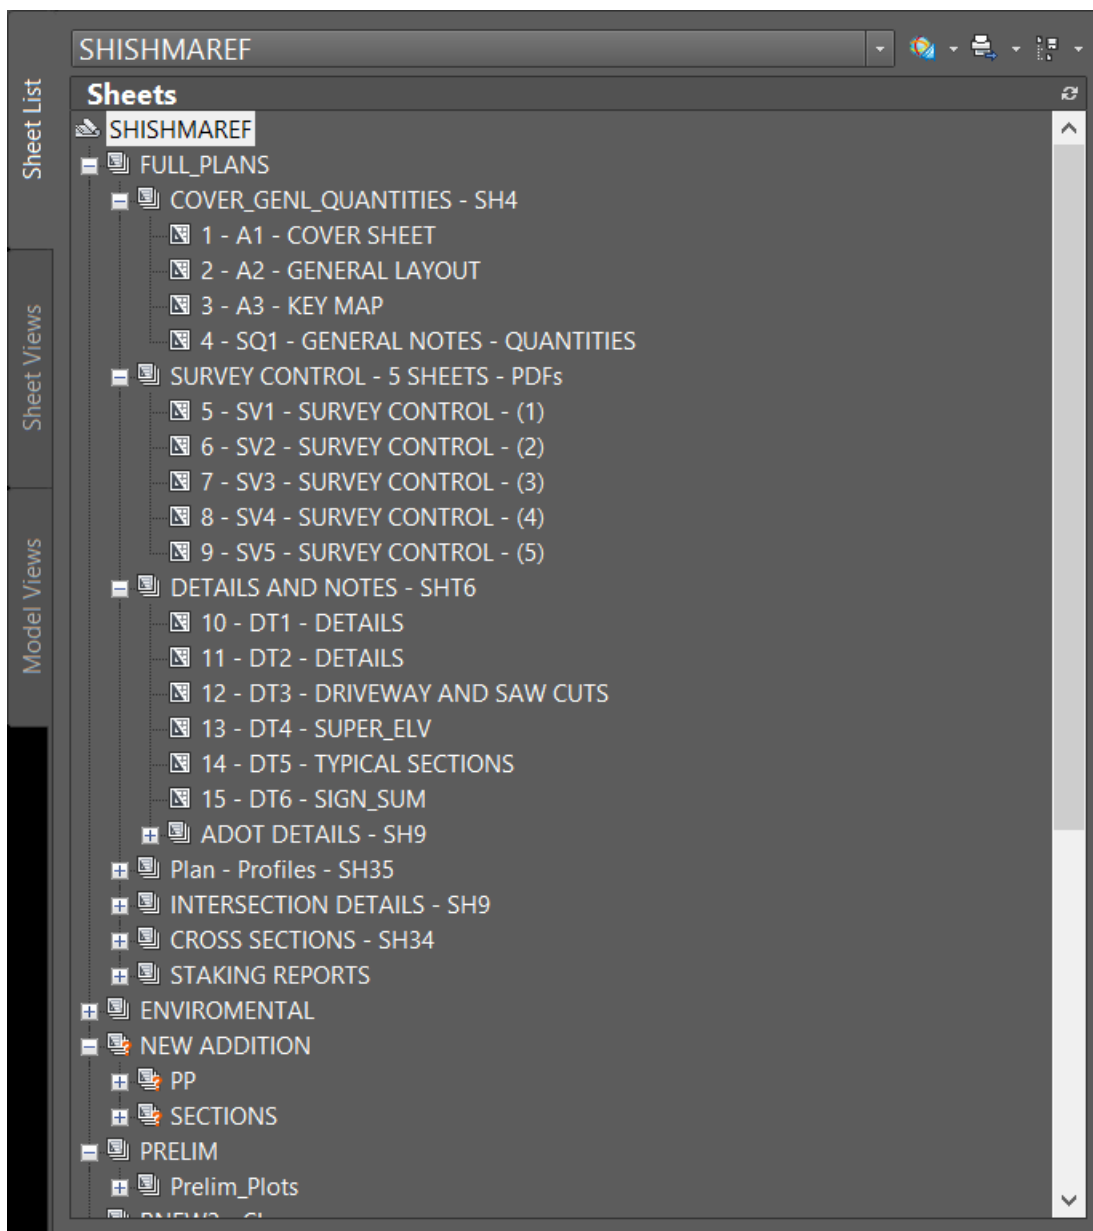 SHISHMAREF
Sheet List
Sheet Views
Model Views
Sheets
SHISHMAREF
FULL_PLANS
COVER_GENL_QUANTITIES - SH4
1 - A1 - COVER SHEET
2 - A2 - GENERAL LAYOUT
3 - A3 - KEY MAP
4 - SQ1 - GENERAL NOTES - QUANTITIES
SURVEY CONTROL - 5 SHEETS - PDFs
5 - SV1 - SURVEY CONTROL - (1)
6 - SV2 - SURVEY CONTROL - (2)
7 - SV3 - SURVEY CONTROL - (3)
8 - SV4 - SURVEY CONTROL - (4)
9 - SV5 - SURVEY CONTROL - (5)
DETAILS AND NOTES - SHT6
10 - DT1 - DETAILS
11 - DT2 - DETAILS
12 - DT3 - DRIVEWAY AND SAW CUTS
13 - DT4 - SUPER_ELV
14 - DT5 - TYPICAL SECTIONS
15 - DT6 - SIGN_SUM
ADOT DETAILS - SH9
Plan - Profiles - SH35
INTERSECTION DETAILS - SH9
CROSS SECTIONS - SH34
STAKING REPORTS
ENVIROMENTAL
NEW ADDITION
PP
SECTIONS
PRELIM
Prelim_Plots